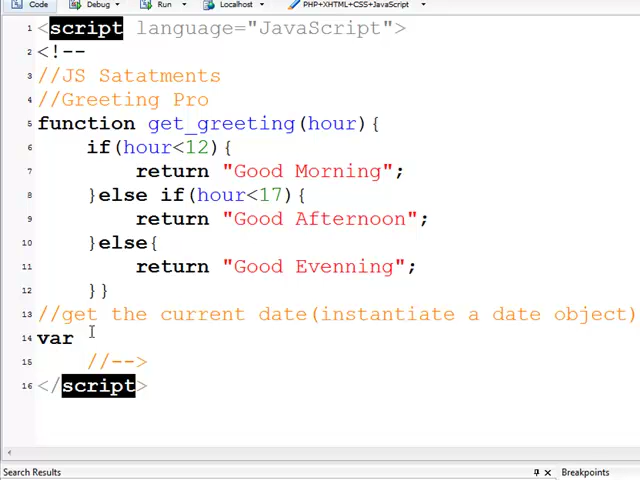 Code Debug Run Localhost PHP+XHTML+CSS+JavaScript
1 <script language="JavaScript">
2 <!--
3 //JS Satatments
4 //Greeting Pro
5 function get_greeting(hour){
6 if(hour<12){
7 return "Good Morning";
8 }else if(hour<17){
9 return "Good Afternoon";
10 }else{
11 return "Good Evenning";
12 }}
13 //get the current date(instantiate a date object)
14 var
15 //-->
16 </script>
Search Results Breakpoints